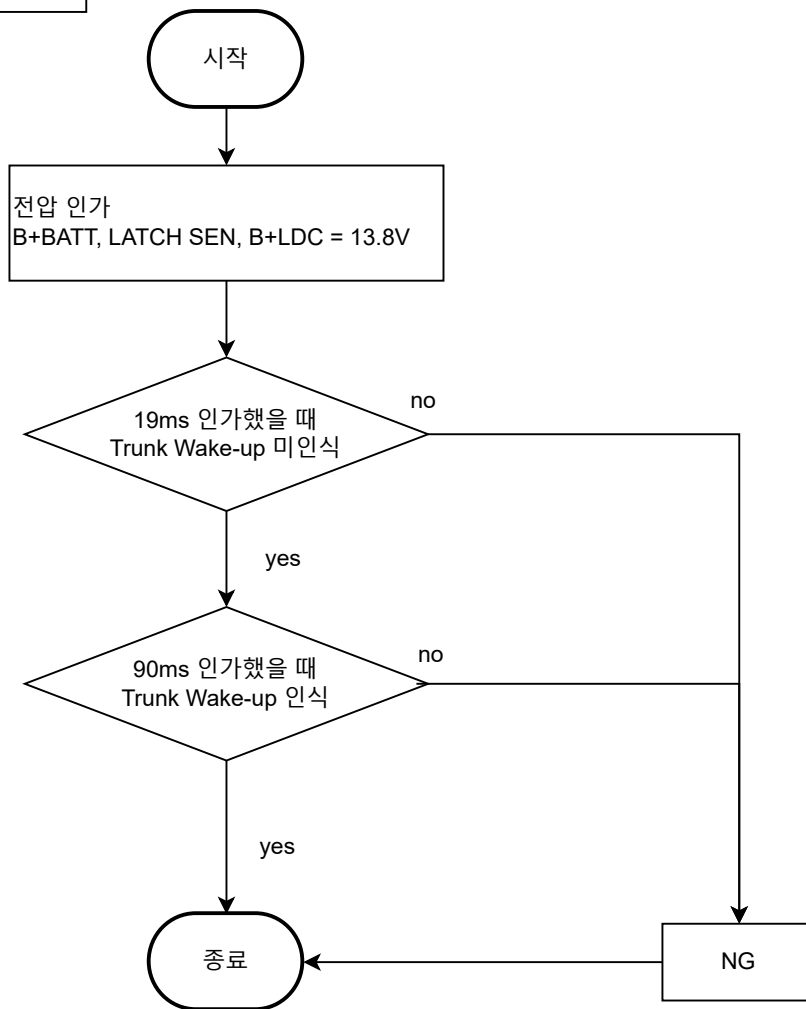 시작
전압 인가
B+BATT, LATCH SEN, B+LDC = 13.8V
19ms 인가했을 때
Trunk Wake-up 미인식
no
yes
90ms 인가했을 때
Trunk Wake-up 인식
no
yes
종료
NG